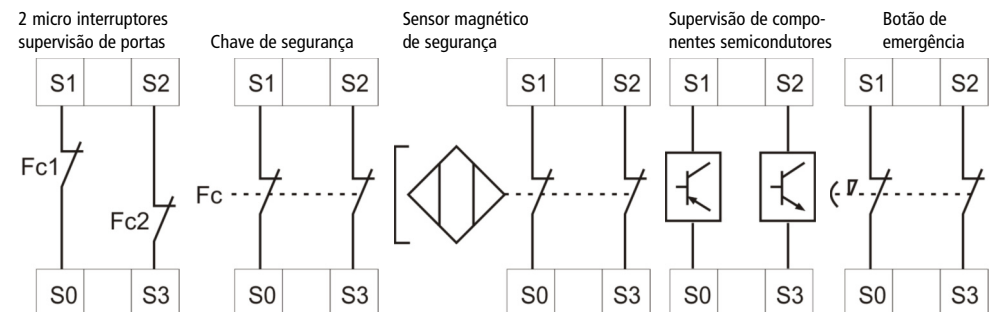 2 micro interruptores
supervisão de portas
Chave de segurança
Sensor magnético
de segurança
Supervisão de compo-
nentes semicondutores
Botão de
emergência
S1 S2 S1 S2 S1 S2 S1 S2 S1 S2
Fc1
Fc2
Fc
S0 S3 S0 S3 S0 S3 S0 S3 S0 S3